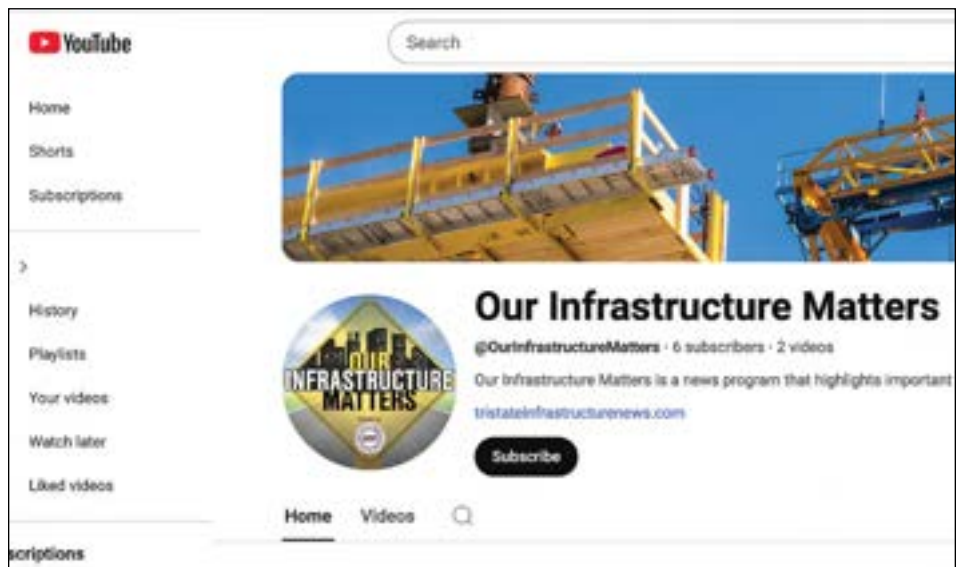 YouTube
Search
Home
Shorts
Subscriptions
>
History
Playlists
Your videos
Watch later
Liked videos
scriptions
OUR
INFRASTRUCTURE
MATTERS
Our Infrastructure Matters
@OurInfrastructureMatters · 6 subscribers · 2 videos
Our Infrastructure Matters is a news program that highlights important
tristateinfrastructurenews.com
Subscribe
Home Videos